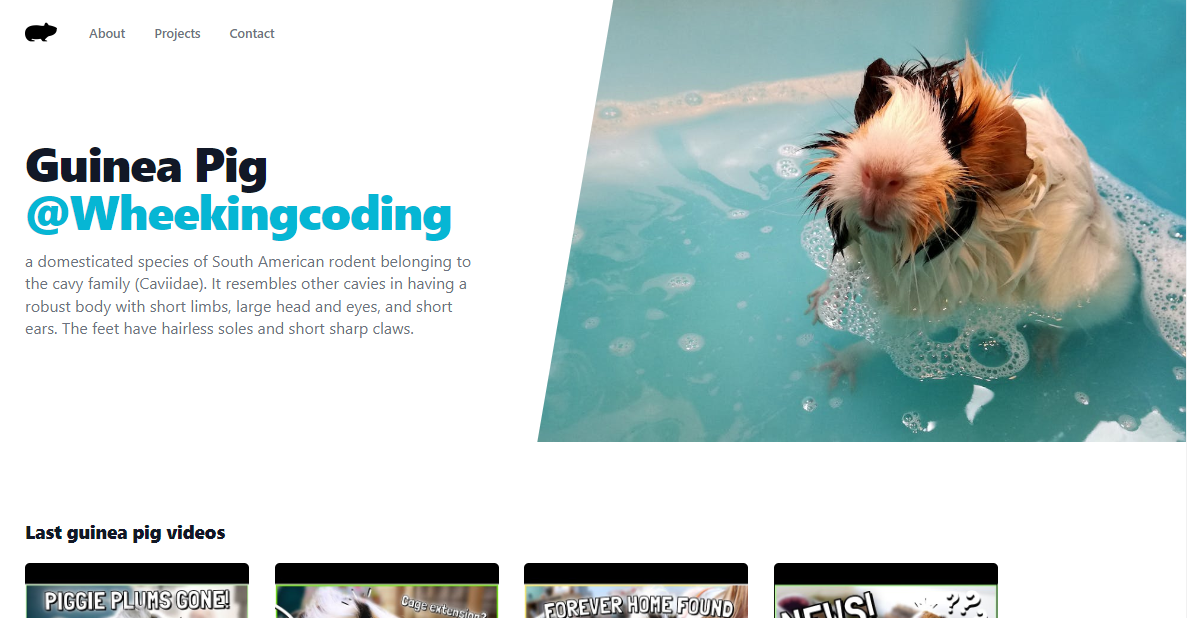 About Projects Contact
Guinea Pig
@Wheekingcoding
a domesticated species of South American rodent belonging to
the cavy family (Caviidae). It resembles other cavies in having a
robust body with short limbs, large head and eyes, and short
ears. The feet have hairless soles and short sharp claws.
Last guinea pig videos
PIGGIE PLUMS GONE!
Cage extension?
FOREVER HOME FOUND
NEWS! ??